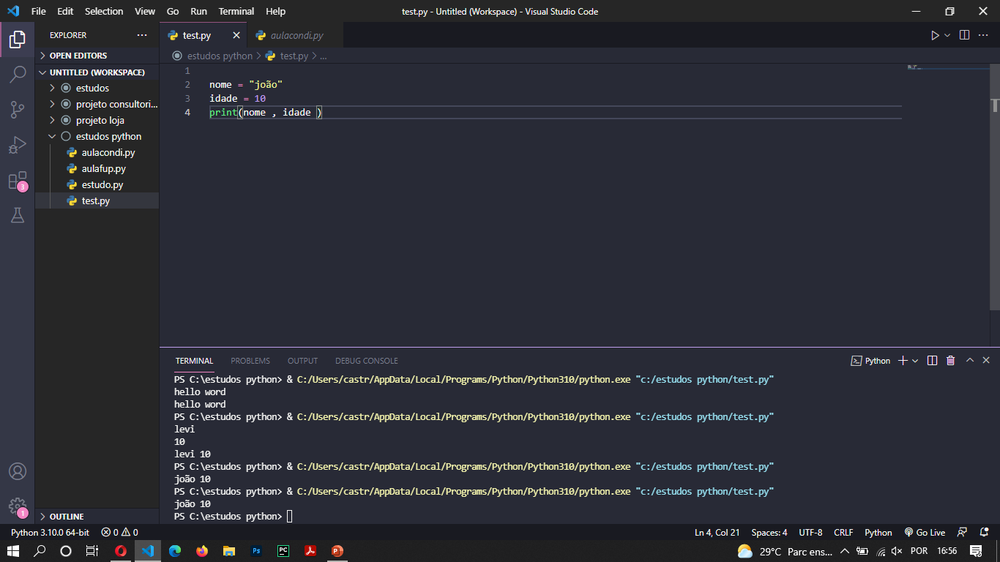 File Edit Selection View Go Run Terminal Help test.py - Untitled (Workspace) - Visual Studio Code
EXPLORER
test.py aulacondi.py
OPEN EDITORS
estudos python > test.py > ...
UNTITLED (WORKSPACE)
estudos
projeto consultori...
projeto loja
estudos python
aulacondi.py
aulafup.py
estudo.py
test.py
3
1
2 nome = "joão"
3 idade = 10
4 print(nome , idade )
TERMINAL PROBLEMS OUTPUT DEBUG CONSOLE Python
PS C:\estudos python> & C:/Users/castr/AppData/Local/Programs/Python/Python310/python.exe "c:/estudos python/test.py"
hello word
hello word
PS C:\estudos python> & C:/Users/castr/AppData/Local/Programs/Python/Python310/python.exe "c:/estudos python/test.py"
levi
10
levi 10
PS C:\estudos python> & C:/Users/castr/AppData/Local/Programs/Python/Python310/python.exe "c:/estudos python/test.py"
joão 10
PS C:\estudos python> & C:/Users/castr/AppData/Local/Programs/Python/Python310/python.exe "c:/estudos python/test.py"
joão 10
PS C:\estudos python>
1
OUTLINE
Python 3.10.0 64-bit 0 0 Ln 4, Col 21 Spaces: 4 UTF-8 CRLF Python Go Live
Ps PC P 29°C Parc ens... POR 16:56